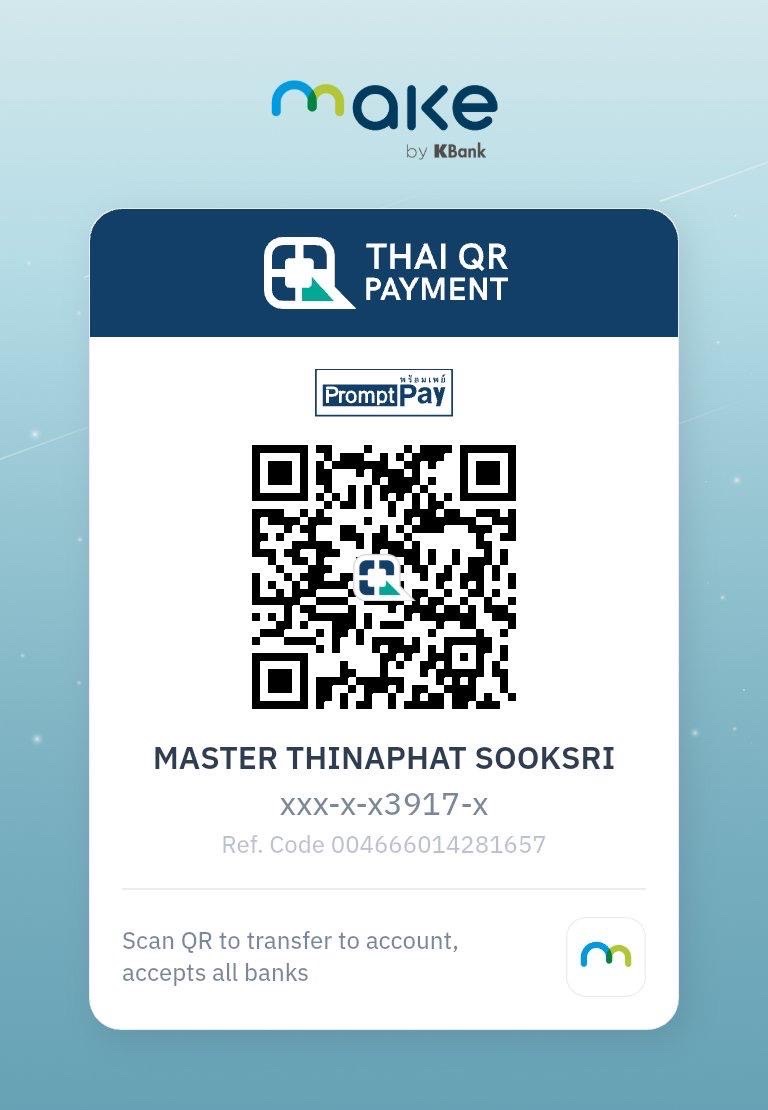 make
by KBank
THAI QR
PAYMENT
พร้อมเพย์
PromptPay
MASTER THINAPHAT SOOKSRI
xxx-x-x3917-x
Ref. Code 004666014281657
Scan QR to transfer to account,
accepts all banks